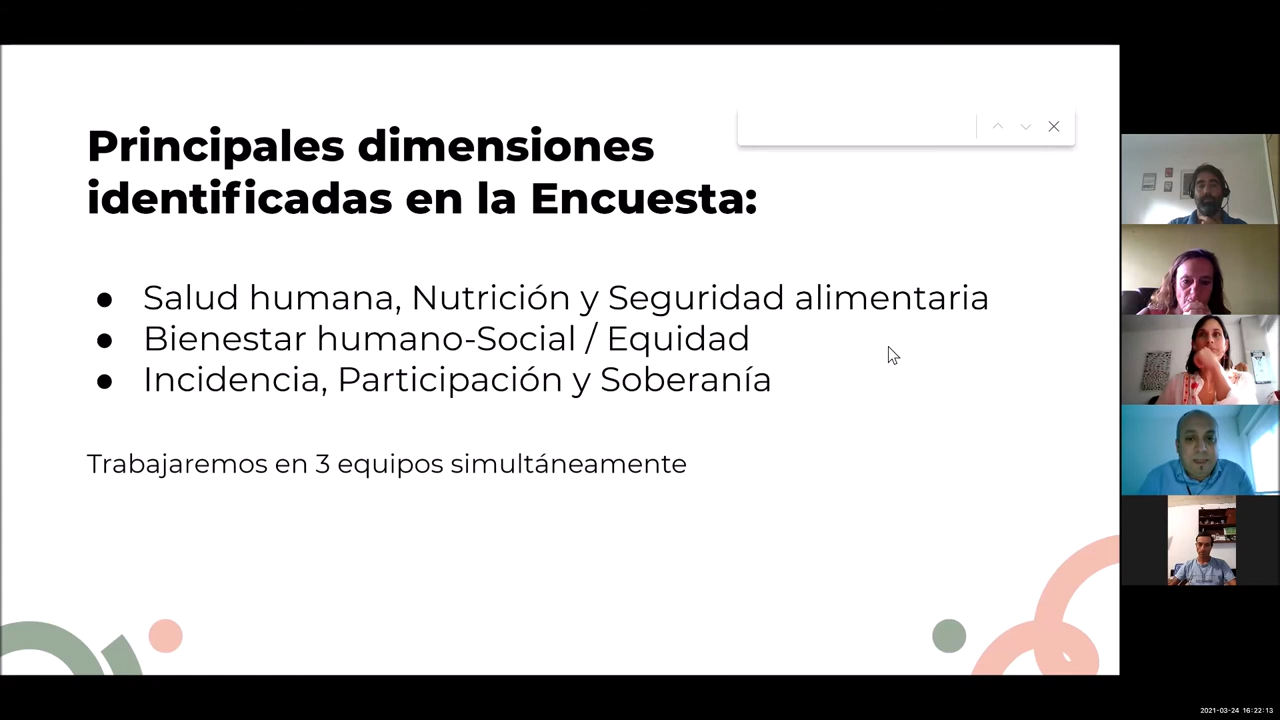 Principales dimensiones
identificadas en la Encuesta:
● Salud humana, Nutrición y Seguridad alimentaria
● Bienestar humano-Social / Equidad
● Incidencia, Participación y Soberanía
Trabajaremos en 3 equipos simultáneamente
2021-03-24 16:22:13